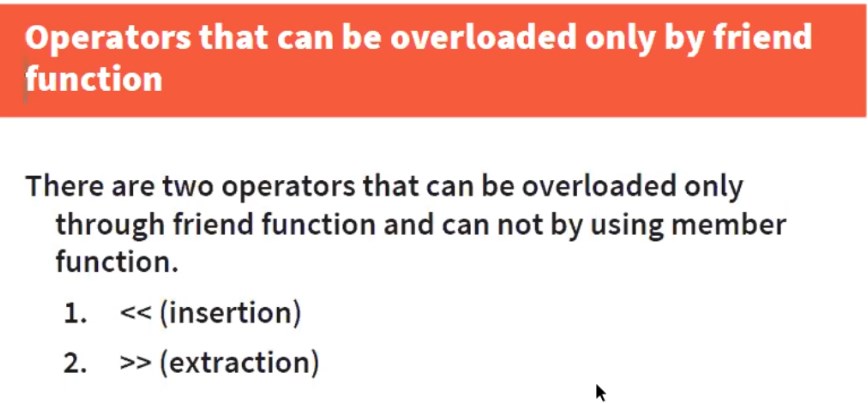 Operators that can be overloaded only by friend
function
There are two operators that can be overloaded only
through friend function and can not by using member
function.
1. << (insertion)
2. >> (extraction)